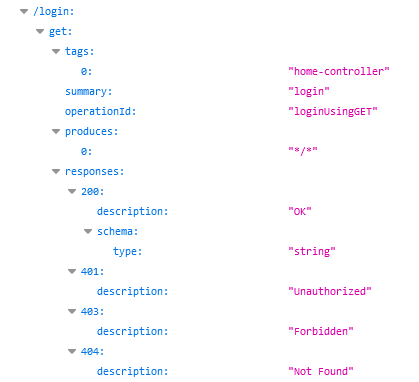 /login:
get:
tags:
0: "home-controller"
summary: "login"
operationId: "loginUsingGET"
produces:
0: "*/*"
responses:
200:
description: "OK"
schema:
type: "string"
401:
description: "Unauthorized"
403:
description: "Forbidden"
404:
description: "Not Found"